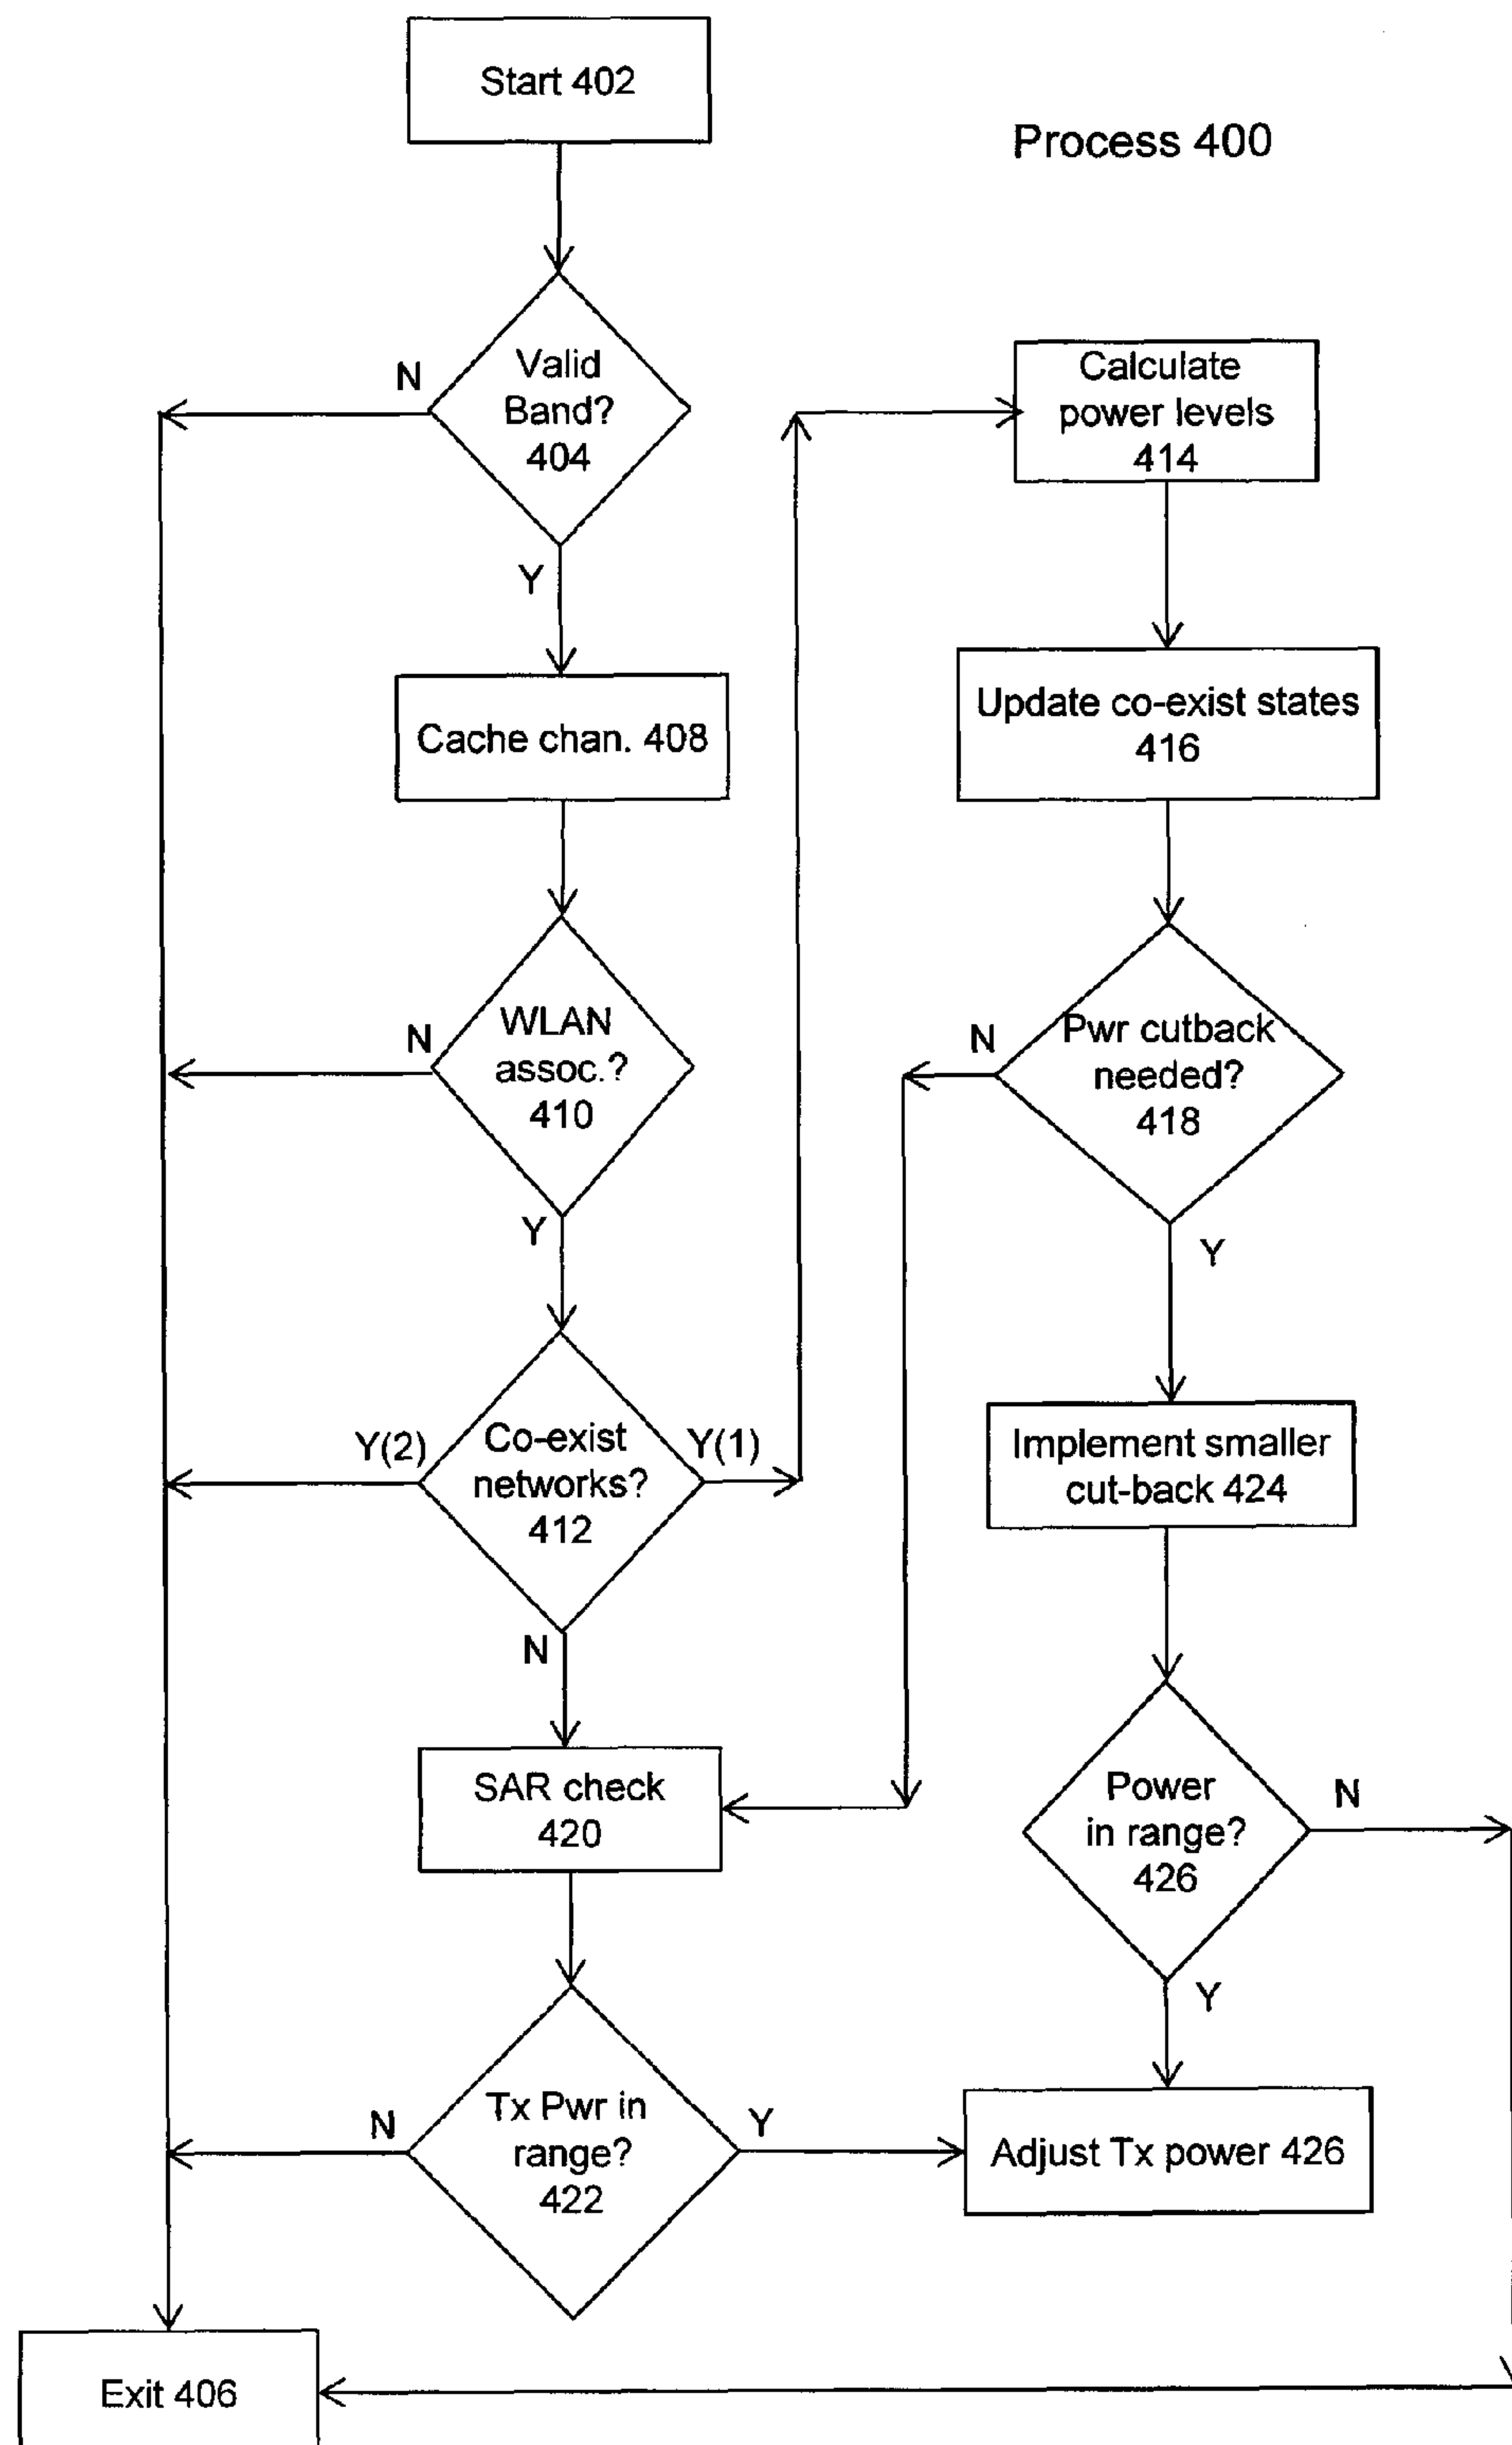 Start 402
Process 400
Valid
Band?
404
N
Y
Cache chan. 408
WLAN
assoc.?
410
N
Y
Co-exist
networks?
412
Y(2)
Y(1)
N
SAR check
420
Tx Pwr in
range?
422
N
Y
Exit 406
Calculate
power levels
414
Update co-exist states
416
Pwr cutback
needed?
418
N
Y
Implement smaller
cut-back 424
Power
in range?
426
N
Y
Adjust Tx power 426